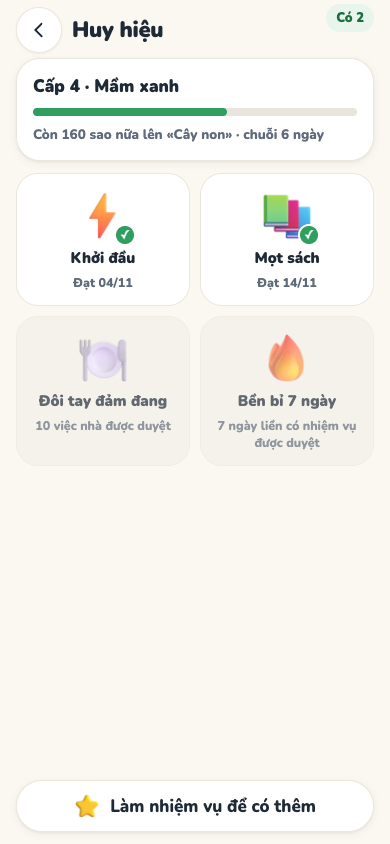 Huy hiệu
Có 2
Cấp 4 · Mầm xanh
Còn 160 sao nữa lên «Cây non» · chuỗi 6 ngày
Khởi đầu
Đạt 04/11
Mọt sách
Đạt 14/11
Đôi tay đảm đang
10 việc nhà được duyệt
Bền bỉ 7 ngày
7 ngày liền có nhiệm vụ
được duyệt
Làm nhiệm vụ để có thêm